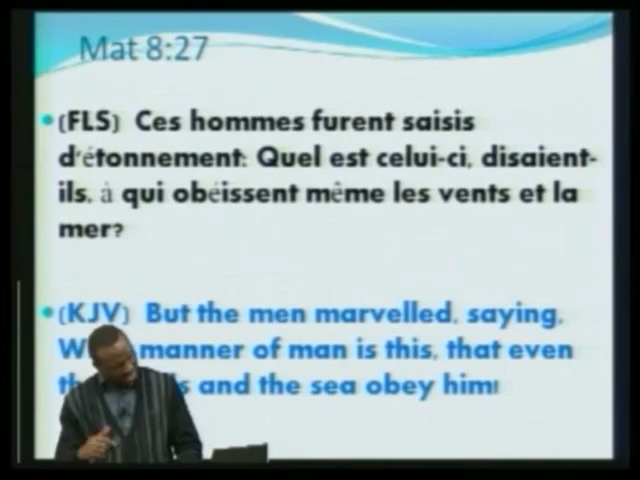 Mat 8:27
(FLS) Ces hommes furent saisis
d'étonnement: Quel est celui-ci, disaient-
ils, à qui obéissent même les vents et la
mer?
(KJV) But the men marvelled, saying,
manner of man is this, that even
and the sea obey him!